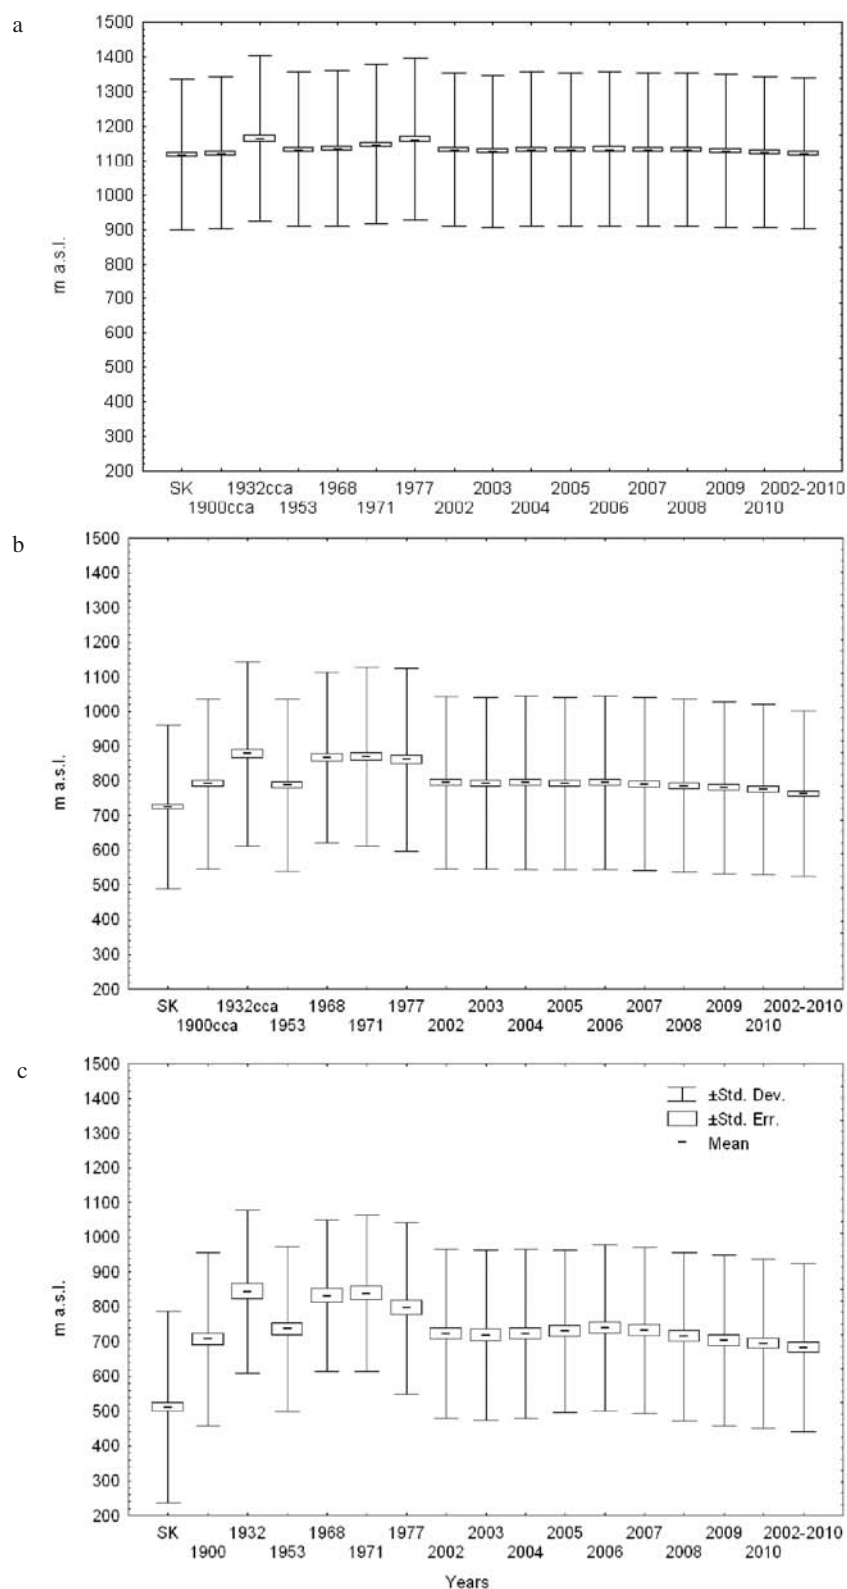 a
1500
1400
1300
1200
1100
1000
900
800
700
600
500
400
300
200
m a.s.l.
SK 1932cca 1968 1977 2003 2005 2007 2009 2002-2010
1900cca 1953 1971 2002 2004 2006 2008 2010
b
1500
1400
1300
1200
1100
1000
900
800
700
600
500
400
300
200
m a.s.l.
SK 1932cca 1968 1977 2003 2005 2007 2009 2002-2010
1900cca 1953 1971 2002 2004 2006 2008 2010
c
1500
1400
1300
1200
1100
1000
900
800
700
600
500
400
300
200
m a.s.l.
±Std. Dev.
±Std. Err.
Mean
SK 1932 1968 1977 2003 2005 2007 2009 2002-2010
1900 1953 1971 2002 2004 2006 2008 2010
Years